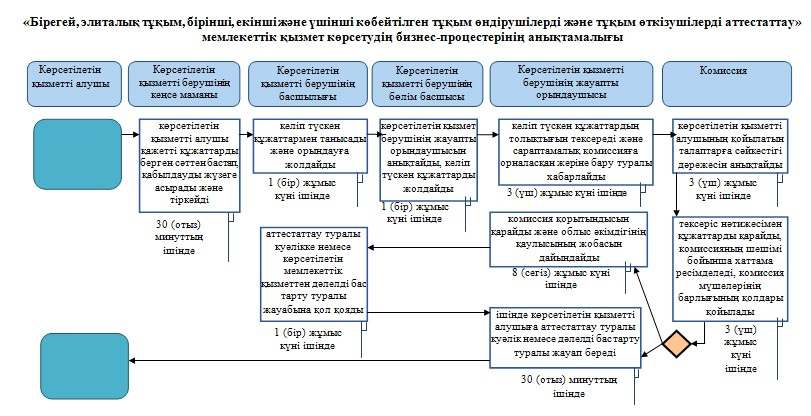 «Бірегей, элиталық тұқым, бірінші, екінші және үшінші көбейтілген тұқым өндірушілерді және тұқым өткізушілерді аттестаттау»
мемлекеттік қызмет көрсетудің бизнес-процестерінің анықтамалығы
Көрсетілетін
қызметті алушы
Көрсетілетін
қызметті берушінің
кеңсе маманы
Көрсетілетін
қызметті берушінің
басшылығы
Көрсетілетін
қызметті берушінің
бөлім басшысы
Көрсетілетін қызметті
берушінің жауапты
орындаушысы
Комиссия
көрсетілетін
қызметті алушы
қажетті құжаттарды
берген сәттен бастап,
қабылдауды жүзеге
асырады және
тіркейді
30 (отыз)
минуттың
ішінде
келіп түскен
құжаттармен танысады
және орындауға
жолдайды
1 (бір) жұмыс
күні ішінде
көрсетілетін қызмет
берушінің жауапты
орындаушысын
анықтайды, келіп
түскен құжаттарды
жолдайды
1 (бір) жұмыс
күні ішінде
келіп түскен құжаттардың
толықтығын тексереді және
сараптамалық комиссияға
орналасқан жеріне бару туралы
хабарлайды
3 (үш) жұмыс күні ішінде
көрсетілетін қызметті
алушының қойылатын
талаптарға сәйкестігі
дәрежесін анықтайды
3 (үш) жұмыс
күні ішінде
тексеріс нәтижесімен
құжаттарды қарайды,
комиссияның шешімі
бойынша хаттама
ресімделеді, комиссия
мүшелерінің
барлығының қолдары
қойылады
3 (үш)
жұмыс
күні
ішінде
комиссия қорытындысын
қарайды және облыс әкімдігінің
қаулысының жобасын
дайындайды
8 (сегіз) жұмыс күні
ішінде
аттестаттау туралы
куәлікке немесе
көрсетілетін
мемлекеттік
қызметтен дәлелді бас
тарту туралы
жауабына қол қояды
1 (бір) жұмыс
күні ішінде
ішінде көрсетілетін қызметті
алушыға аттестаттау туралы
куәлік немесе дәлелді бастарту
туралы жауап береді
30 (отыз) минуттың
ішінде